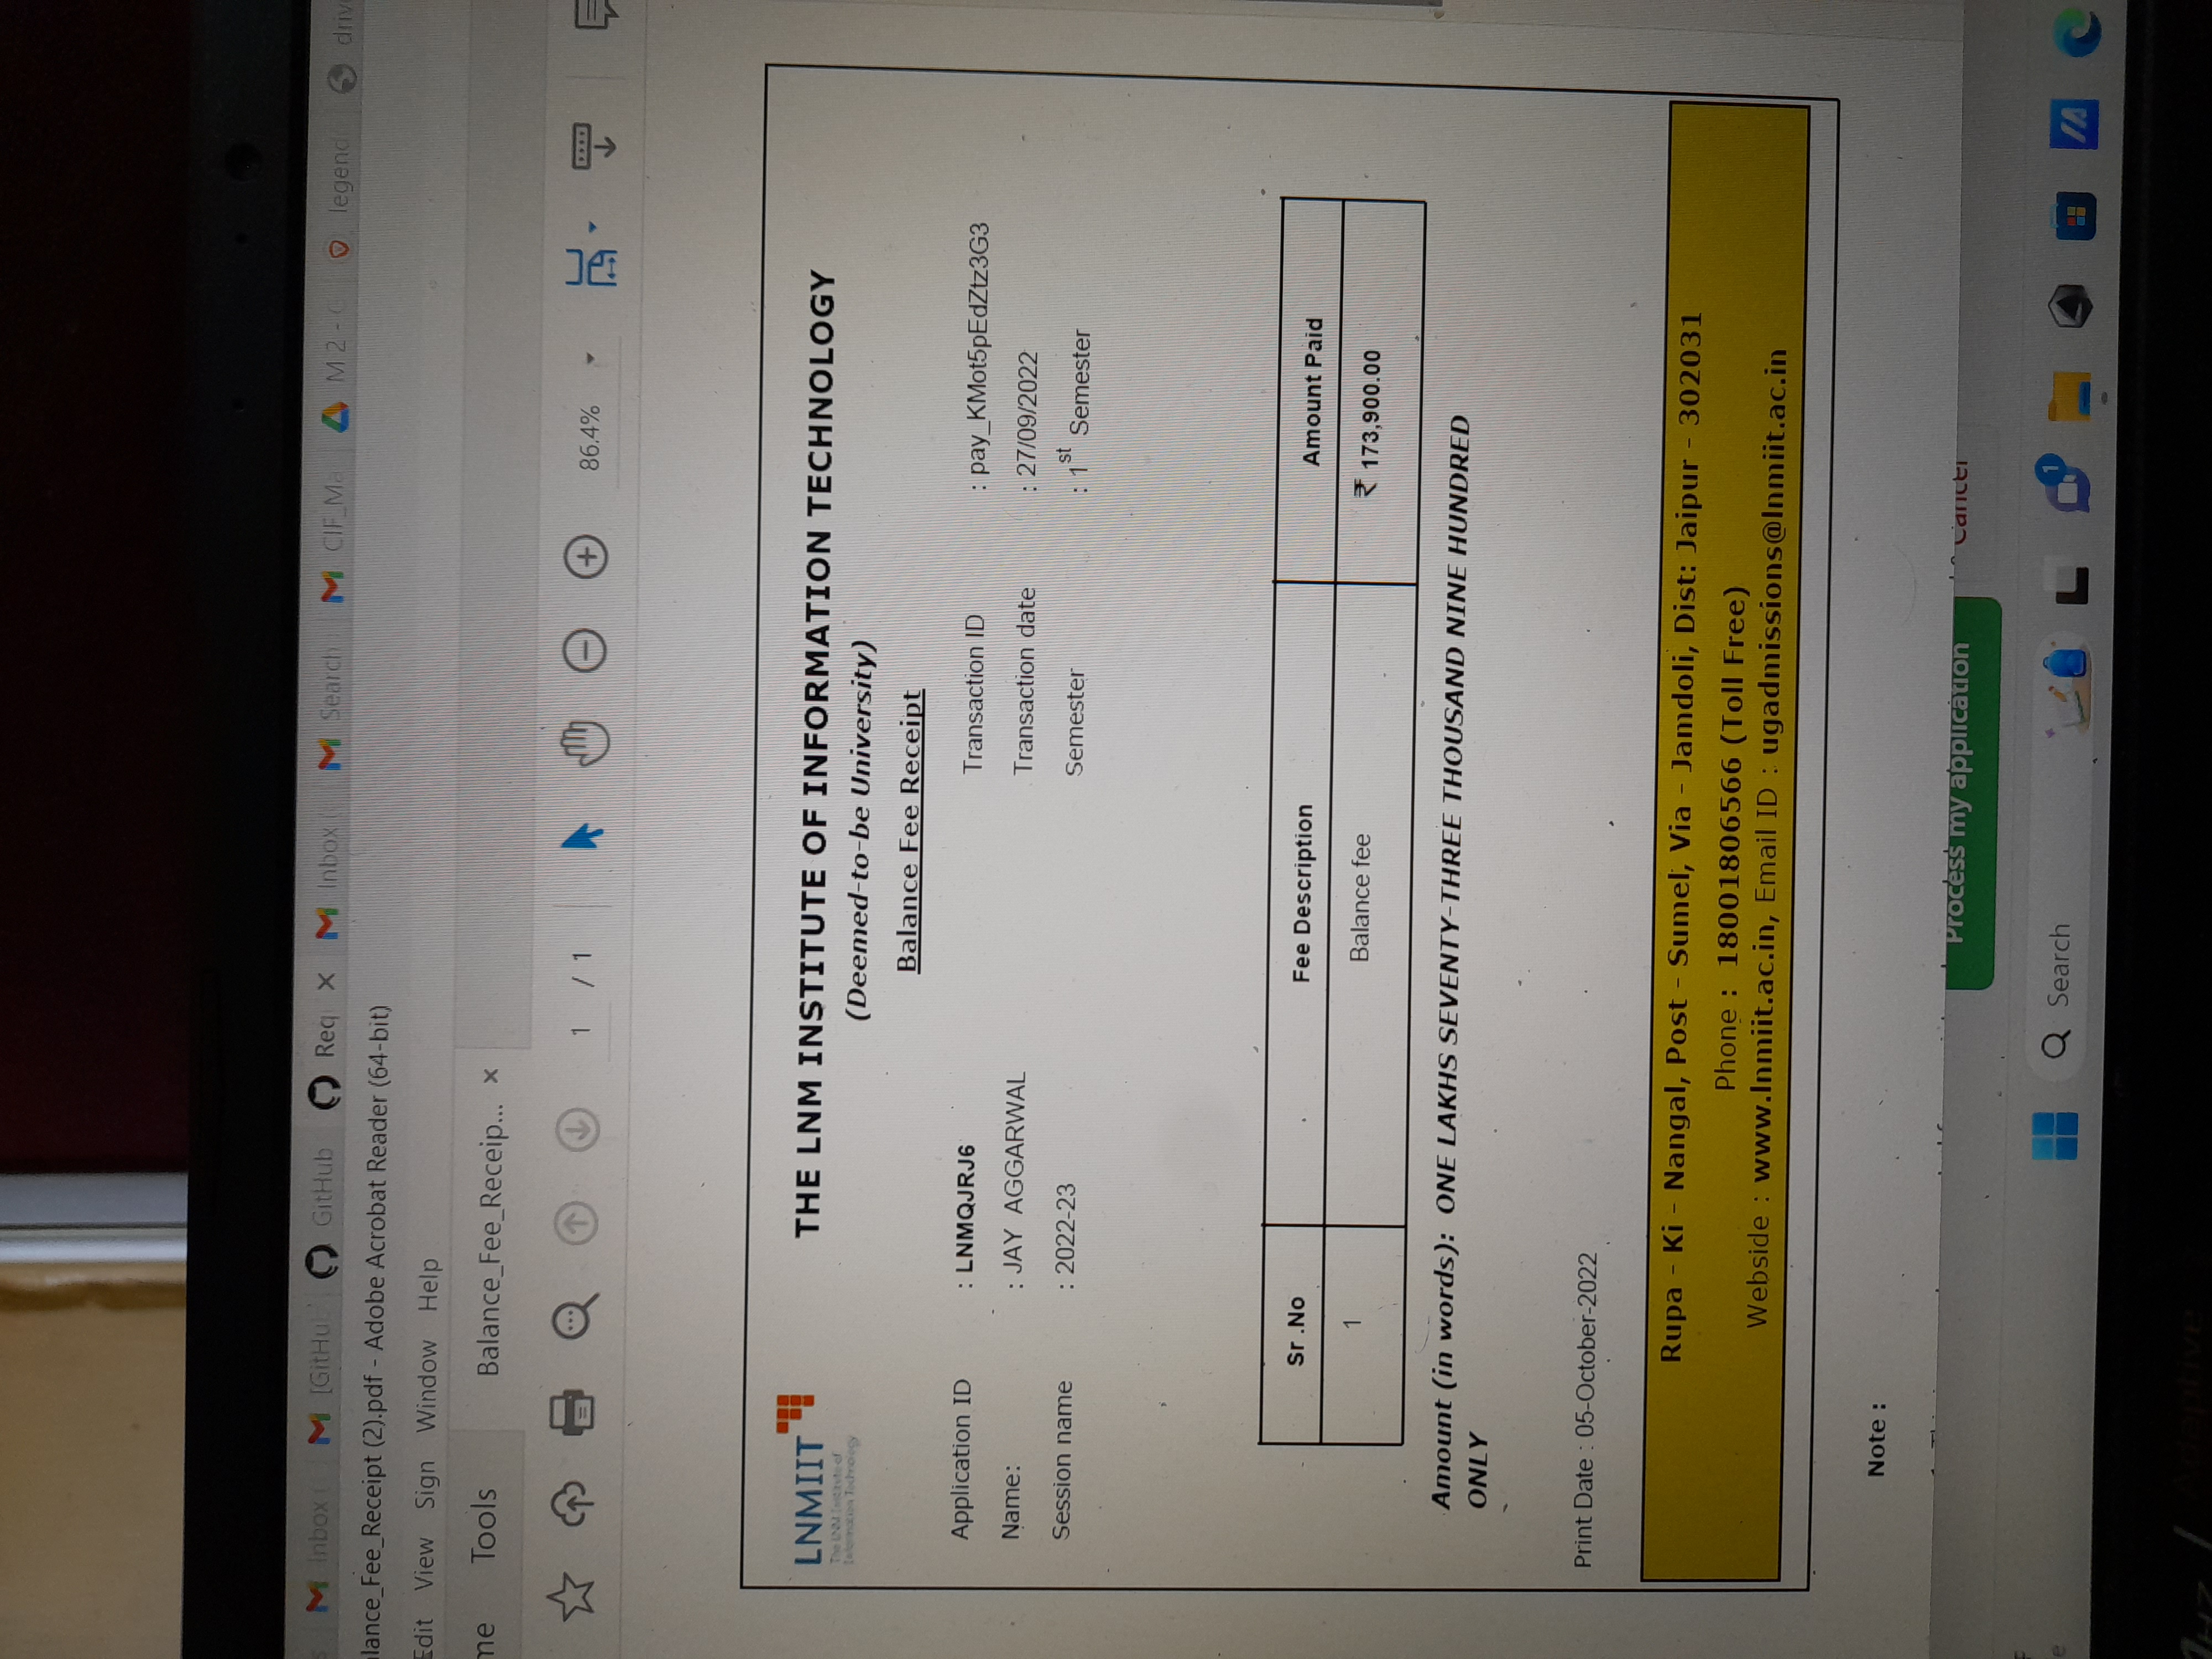 Inbox [GitHu GitHub Req Inbox Search CIF_Ma M 2 - legend driv
lance_Fee_Receipt (2).pdf - Adobe Acrobat Reader (64-bit)
Edit View Sign Window Help
me Tools Balance_Fee_Receip... ×
1 / 1 86.4%
LNMIIT
The LNM Institute of
Information Technology
THE LNM INSTITUTE OF INFORMATION TECHNOLOGY
(Deemed-to-be University)
Balance Fee Receipt
Application ID : LNMQJRJ6 Transaction ID : pay_KMot5pEdZtz3G3
Name: : JAY AGGARWAL Transaction date : 27/09/2022
Session name : 2022-23 Semester : 1st Semester
Sr .No Fee Description Amount Paid
1 Balance fee ₹ 173,900.00
Amount (in words): ONE LAKHS SEVENTY-THREE THOUSAND NINE HUNDRED
ONLY
Print Date : 05-October-2022
Rupa - Ki - Nangal, Post - Sumel, Via - Jamdoli, Dist: Jaipur - 302031
Phone : 18001806566 (Toll Free)
Webside : www.lnmiit.ac.in, Email ID : ugadmissions@lnmiit.ac.in
Note :
Process my application Cancel
Search 1
Adaptive